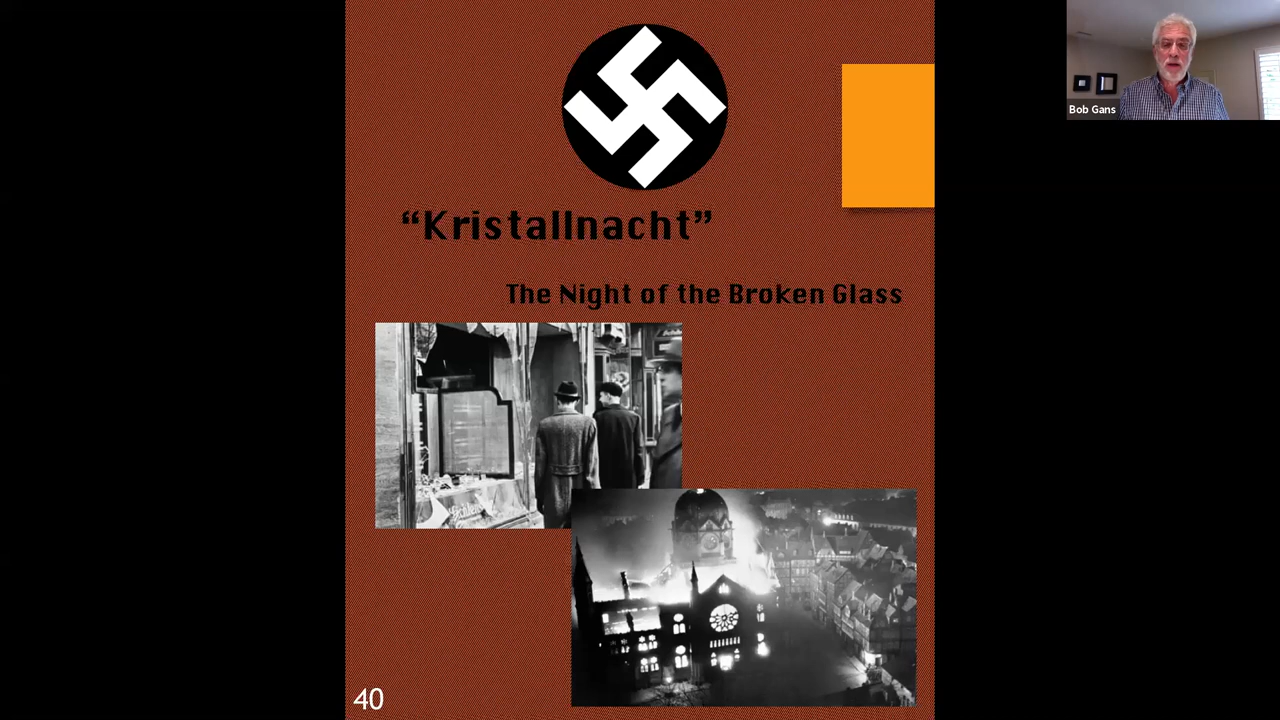 “Kristallnacht”
The Night of the Broken Glass
40
Bob Gans